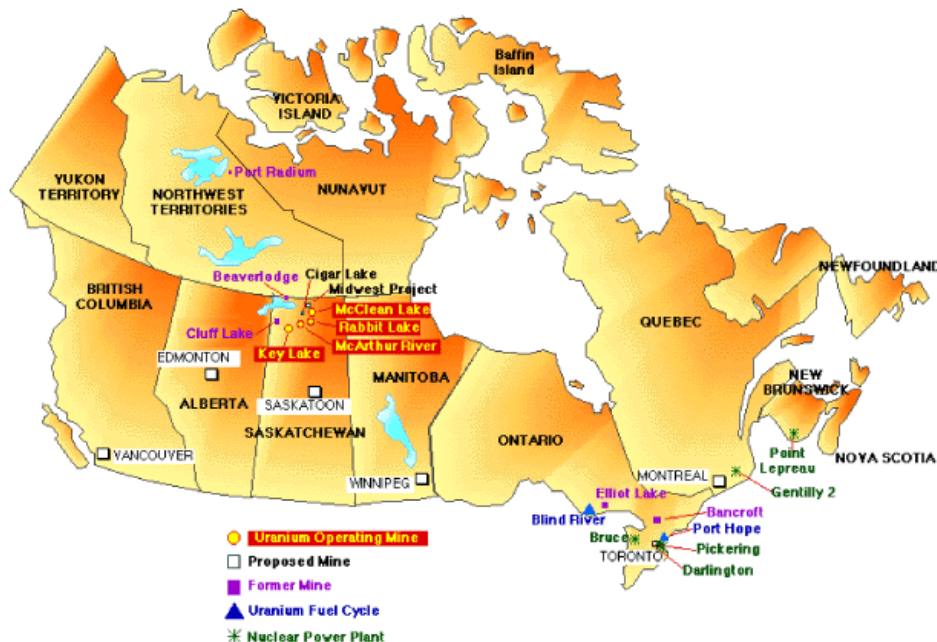 Baffin
Island
VICTORIA
ISLAND
Port Radium
YUKON
TERRITORY
NORTHWEST
TERRITORIES
NUNAVUT
Beaverlodge
Cigar Lake
Midwest Project
BRITISH
COLUMBIA
McClean Lake
NEWFOUNDLAND
Cluff Lake
Rabbit Lake
QUEBEC
Key Lake
McArthur River
EDMONTON
MANITOBA
NEW
BRUNSWICK
ALBERTA
SASKATOON
SASKATCHEWAN
ONTARIO
VANCOUVER
Point
Lepreau
NOVA SCOTIA
WINNIPEG
MONTREAL
Gentilly 2
Elliot Lake
Blind River
Bancroft
Port Hope
Bruce
TORONTO
Pickering
Darlington
Uranium Operating Mine
Proposed Mine
Former Mine
Uranium Fuel Cycle
Nuclear Power Plant